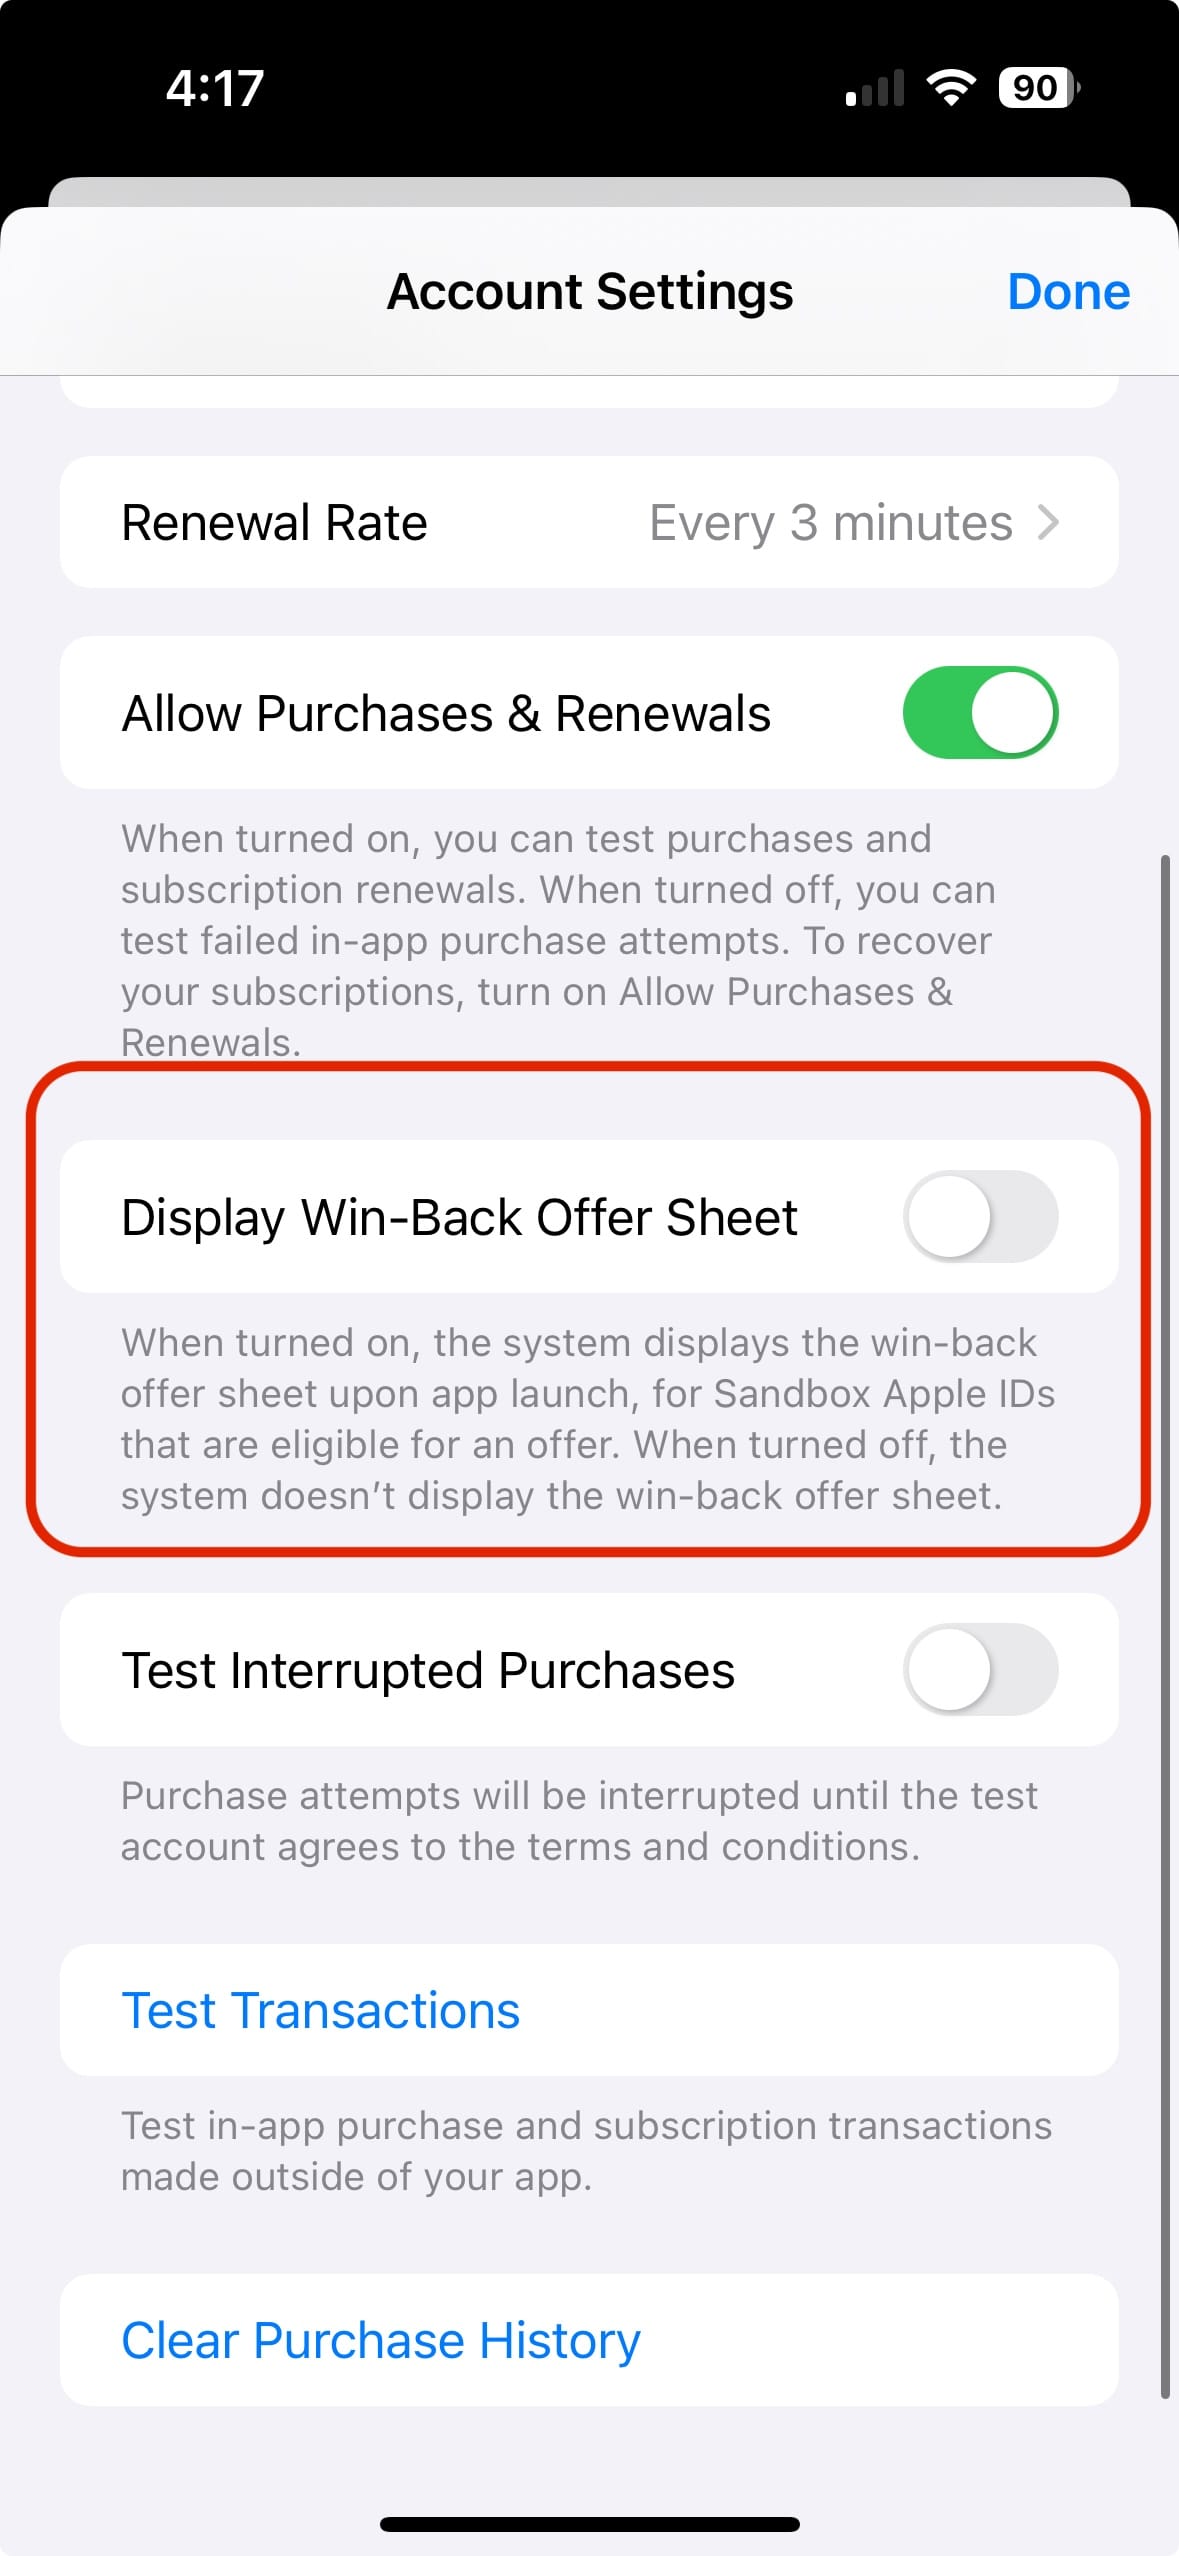 4:17
90
Account Settings
Done
Renewal Rate
Every 3 minutes
Allow Purchases & Renewals
When turned on, you can test purchases and
subscription renewals. When turned off, you can
test failed in-app purchase attempts. To recover
your subscriptions, turn on Allow Purchases &
Renewals.
Display Win-Back Offer Sheet
When turned on, the system displays the win-back
offer sheet upon app launch, for Sandbox Apple IDs
that are eligible for an offer. When turned off, the
system doesn’t display the win-back offer sheet.
Test Interrupted Purchases
Purchase attempts will be interrupted until the test
account agrees to the terms and conditions.
Test Transactions
Test in-app purchase and subscription transactions
made outside of your app.
Clear Purchase History